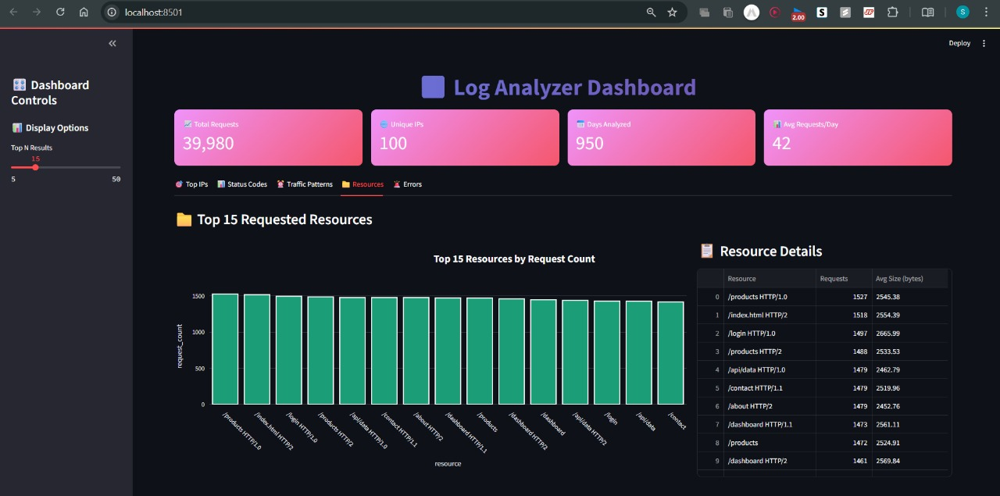 localhost:8501
2.00
S
JP
S
Deploy
Dashboard
Controls
Display Options
Top N Results
15
5 50
Log Analyzer Dashboard
Total Requests
39,980
Unique IPs
100
Days Analyzed
950
Avg Requests/Day
42
Top IPs Status Codes Traffic Patterns Resources Errors
Top 15 Requested Resources
Top 15 Resources by Request Count
request_count
1500
1000
500
0
/products HTTP/1.0
/index.html HTTP/2
/login HTTP/1.0
/products HTTP/2
/api/data HTTP/1.0
/contact HTTP/1.1
/about HTTP/2
/dashboard HTTP/1.1
/products
/dashboard HTTP/2
/dashboard
/api/data HTTP/2
/login
/api/data
/contact
resource
Resource Details
Resource Requests Avg Size (bytes)
0 /products HTTP/1.0 1527 2545.38
1 /index.html HTTP/2 1518 2554.39
2 /login HTTP/1.0 1497 2665.99
3 /products HTTP/2 1488 2533.53
4 /api/data HTTP/1.0 1479 2462.79
5 /contact HTTP/1.1 1479 2519.96
6 /about HTTP/2 1479 2452.76
7 /dashboard HTTP/1.1 1473 2561.11
8 /products 1472 2524.91
9 /dashboard HTTP/2 1461 2569.84